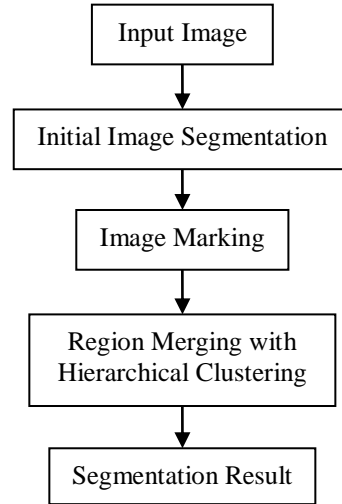 Input Image
Initial Image Segmentation
Image Marking
Region Merging with
Hierarchical Clustering
Segmentation Result